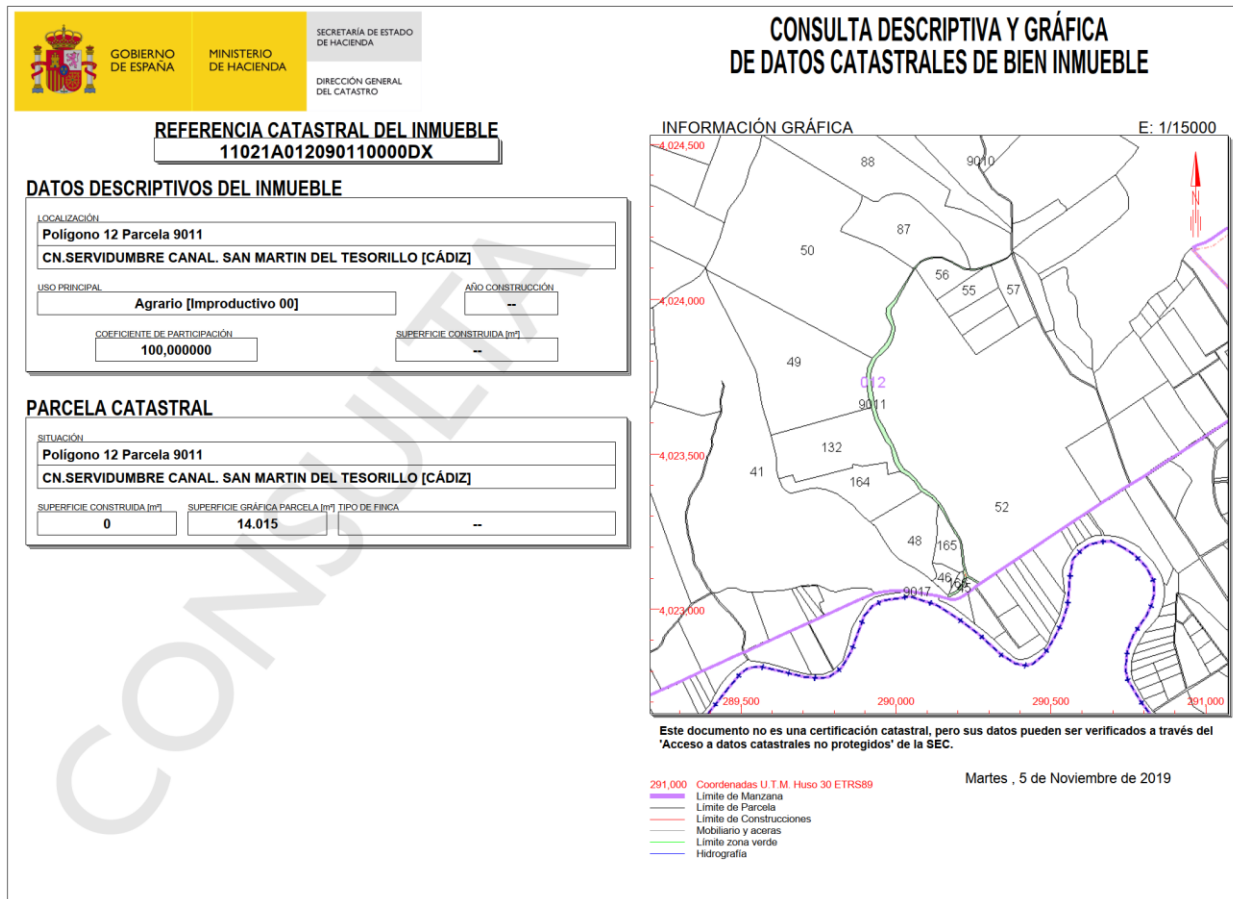 GOBIERNO
DE ESPAÑA
MINISTERIO
DE HACIENDA
SECRETARÍA DE ESTADO
DE HACIENDA
DIRECCIÓN GENERAL
DEL CATASTRO
CONSULTA DESCRIPTIVA Y GRÁFICA
DE DATOS CATASTRALES DE BIEN INMUEBLE
REFERENCIA CATASTRAL DEL INMUEBLE
11021A012090110000DX
DATOS DESCRIPTIVOS DEL INMUEBLE
LOCALIZACIÓN
Polígono 12 Parcela 9011
CN.SERVIDUMBRE CANAL. SAN MARTIN DEL TESORILLO [CÁDIZ]
USO PRINCIPAL
Agrario [Improductivo 00]
AÑO CONSTRUCCIÓN
--
COEFICIENTE DE PARTICIPACIÓN
100,000000
SUPERFICIE CONSTRUIDA [m²]
--
PARCELA CATASTRAL
SITUACIÓN
Polígono 12 Parcela 9011
CN.SERVIDUMBRE CANAL. SAN MARTIN DEL TESORILLO [CÁDIZ]
SUPERFICIE CONSTRUIDA [m²]
0
SUPERFICIE GRÁFICA PARCELA [m²]
14.015
TIPO DE FINCA
--
CONSULTA
INFORMACIÓN GRÁFICA
E: 1/15000
4,024,500
88
9010
N
87
50
56
55
57
4,024,000
49
012
9011
132
4,023,500
41
164
52
48
165
46
45
9017
4,023,000
289,500
290,000
290,500
291,000
Este documento no es una certificación catastral, pero sus datos pueden ser verificados a través del
'Acceso a datos catastrales no protegidos' de la SEC.
Martes , 5 de Noviembre de 2019
291,000 Coordenadas U.T.M. Huso 30 ETRS89
Límite de Manzana
Límite de Parcela
Límite de Construcciones
Mobiliario y aceras
Límite zona verde
Hidrografía